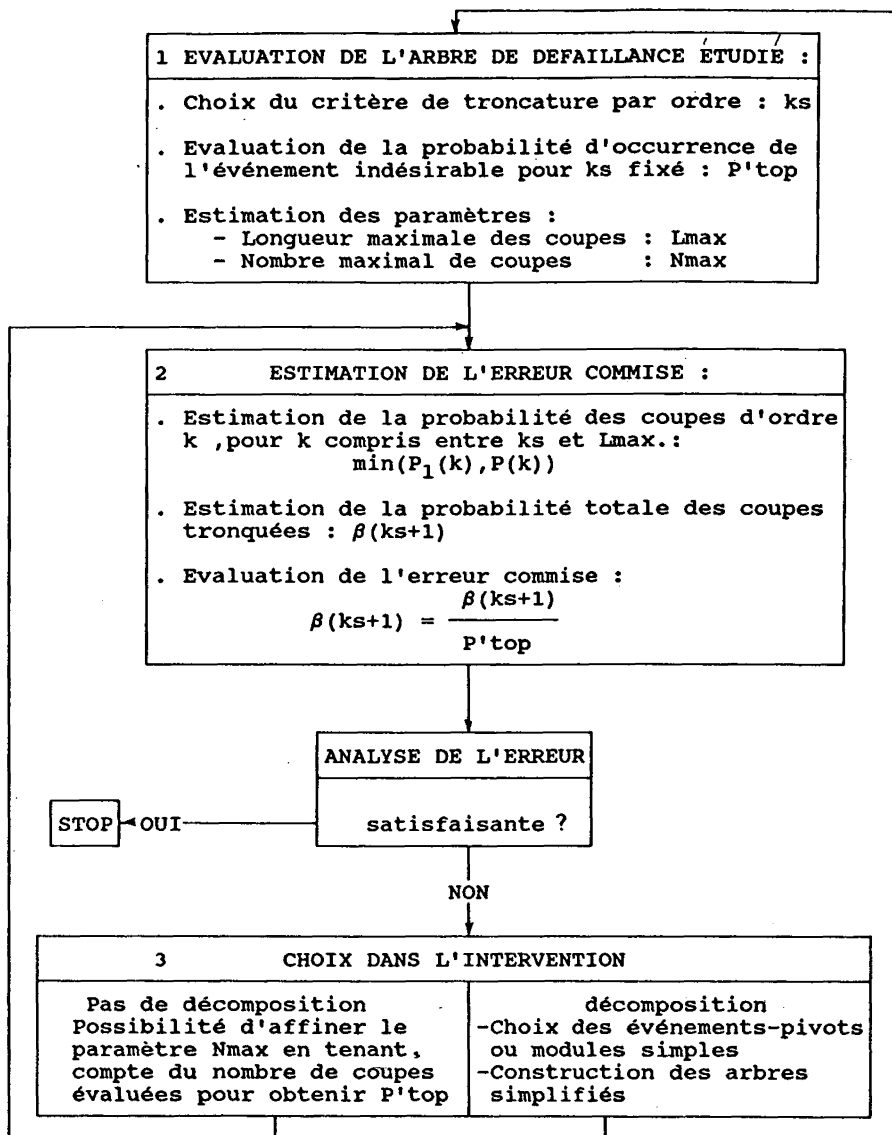 1 EVALUATION DE L'ARBRE DE DEFAILLANCE ÉTUDIÉ :
. Choix du critère de troncature par ordre : ks
. Evaluation de la probabilité d'occurrence de
l'événement indésirable pour ks fixé : P'top
. Estimation des paramètres :
- Longueur maximale des coupes : Lmax
- Nombre maximal de coupes : Nmax
2 ESTIMATION DE L'ERREUR COMMISE :
. Estimation de la probabilité des coupes d'ordre
k ,pour k compris entre ks et Lmax.:
min(P₁(k),P(k))
. Estimation de la probabilité totale des coupes
tronquées : β(ks+1)
. Evaluation de l'erreur commise :
β(ks+1)
β(ks+1) =
P'top
ANALYSE DE L'ERREUR
satisfaisante ?
STOP OUI
NON
3 CHOIX DANS L'INTERVENTION
Pas de décomposition
Possibilité d'affiner le
paramètre Nmax en tenant
compte du nombre de coupes
évaluées pour obtenir P'top
décomposition
-Choix des événements-pivots
ou modules simples
-Construction des arbres
simplifiés